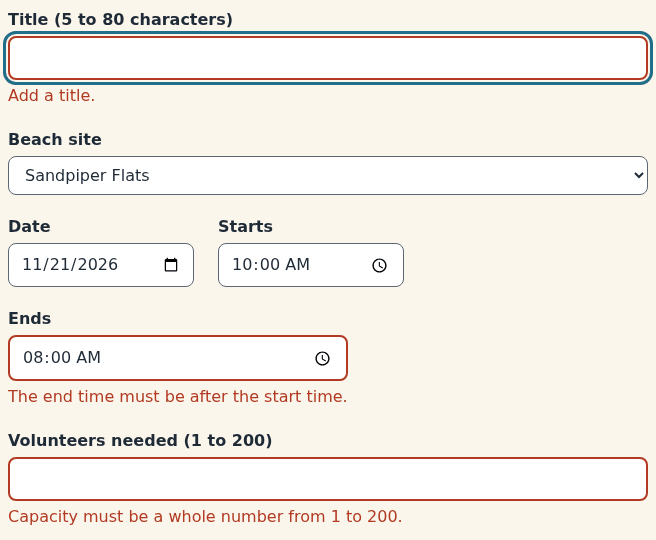 Title (5 to 80 characters)
Add a title.
Beach site
Sandpiper Flats
Date Starts
11/21/2026 10:00 AM
Ends
08:00 AM
The end time must be after the start time.
Volunteers needed (1 to 200)
Capacity must be a whole number from 1 to 200.